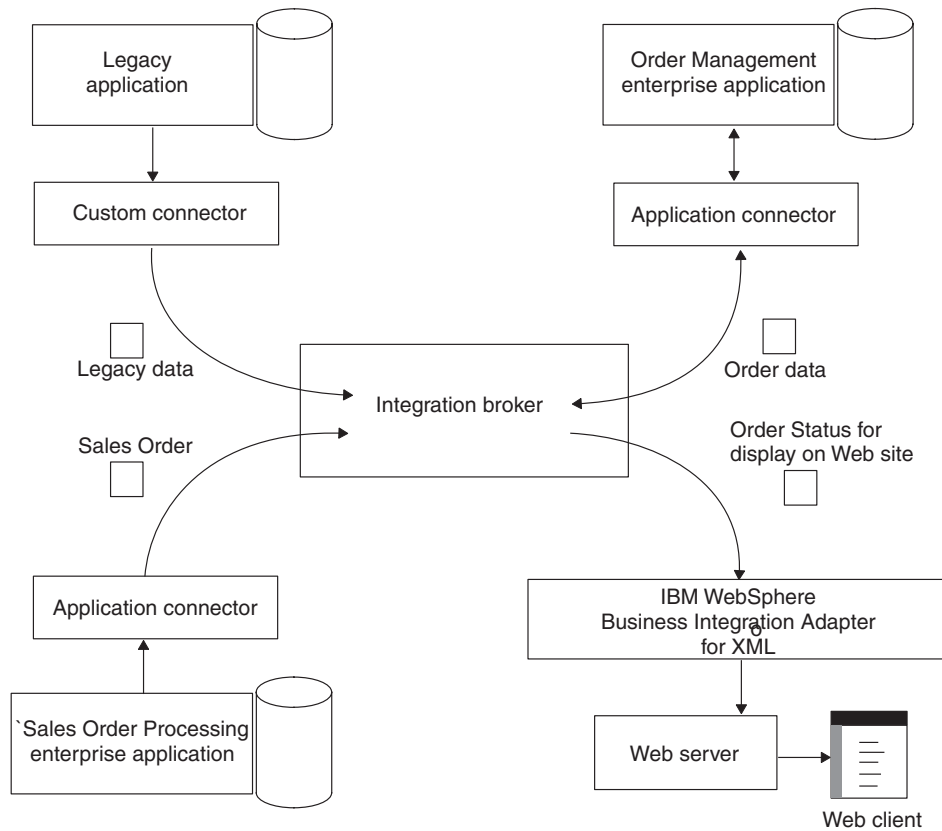 Legacy
application
Order Management
enterprise application
Custom connector
Application connector
Legacy data
Order data
Integration broker
Sales Order
Order Status for
display on Web site
Application connector
IBM WebSphere
Business Integration Adapter
o
for XML
`Sales Order Processing
enterprise application
Web server
Web client